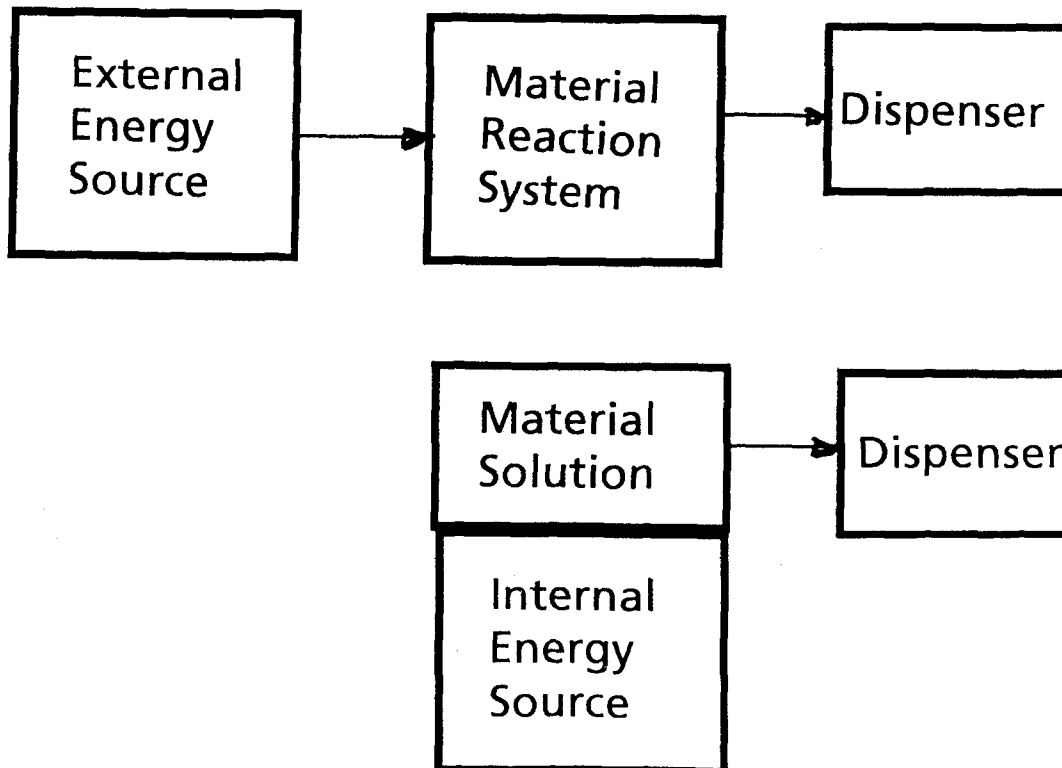 External
Energy
Source
Material
Reaction
System
Dispenser
Material
Solution
Dispenser
Internal
Energy
Source